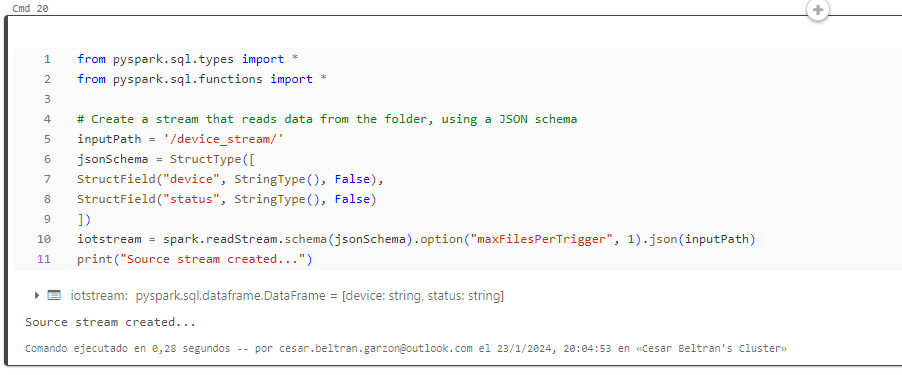 Cmd 20
1 from pyspark.sql.types import *
2 from pyspark.sql.functions import *
3
4 # Create a stream that reads data from the folder, using a JSON schema
5 inputPath = '/device_stream/'
6 jsonSchema = StructType([
7 StructField("device", StringType(), False),
8 StructField("status", StringType(), False)
9 ])
10 iotstream = spark.readStream.schema(jsonSchema).option("maxFilesPerTrigger", 1).json(inputPath)
11 print("Source stream created...")
iotstream: pyspark.sql.dataframe.DataFrame = [device: string, status: string]
Source stream created...
Comando ejecutado en 0,28 segundos -- por cesar.beltran.garzon@outlook.com el 23/1/2024, 20:04:53 en «Cesar Beltran's Cluster»